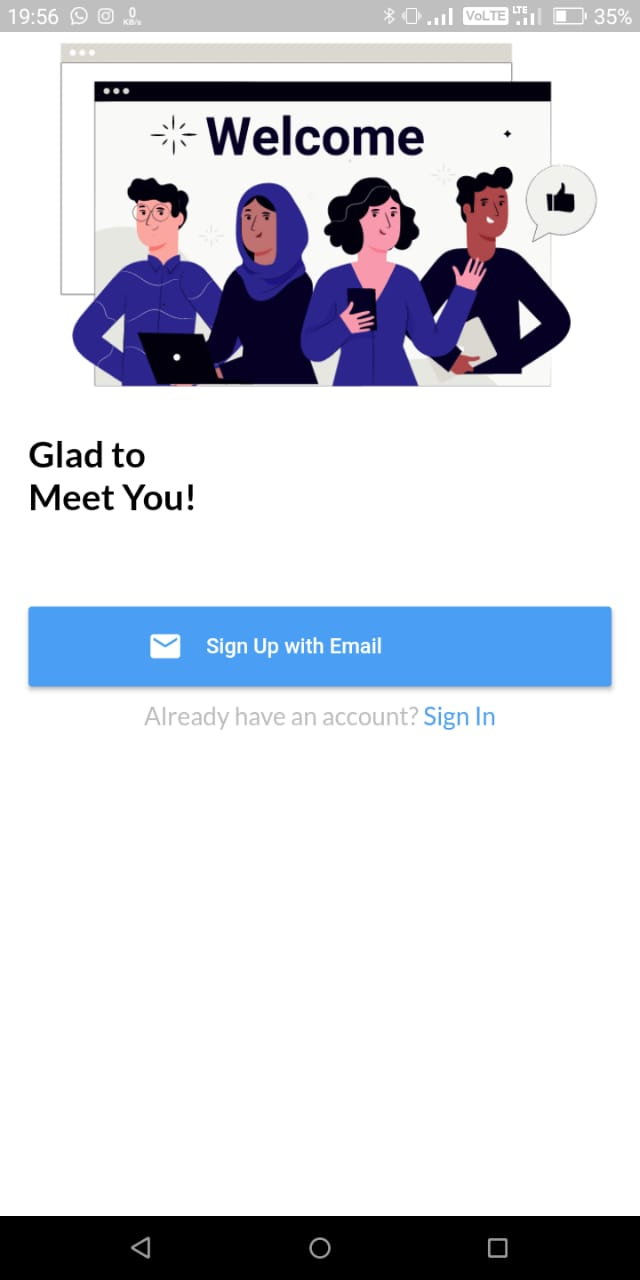 19:56 0 KB/s VoLTE LTE 35%
Welcome
Glad to
Meet You!
Sign Up with Email
Already have an account? Sign In